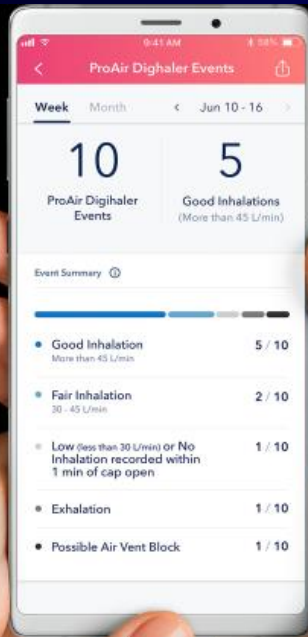 9:41 AM
58%
ProAir Dighaler Events
Week Month < Jun 10 - 16 >
10 5
ProAir Digihaler Good Inhalations
Events (More than 45 L/min)
Event Summary
Good Inhalation 5 / 10
More than 45 L/min
Fair Inhalation 2 / 10
30 - 45 L/min
Low (less than 30 L/min) or No 1 / 10
Inhalation recorded within
1 min of cap open
Exhalation 1 / 10
Possible Air Vent Block 1 / 10